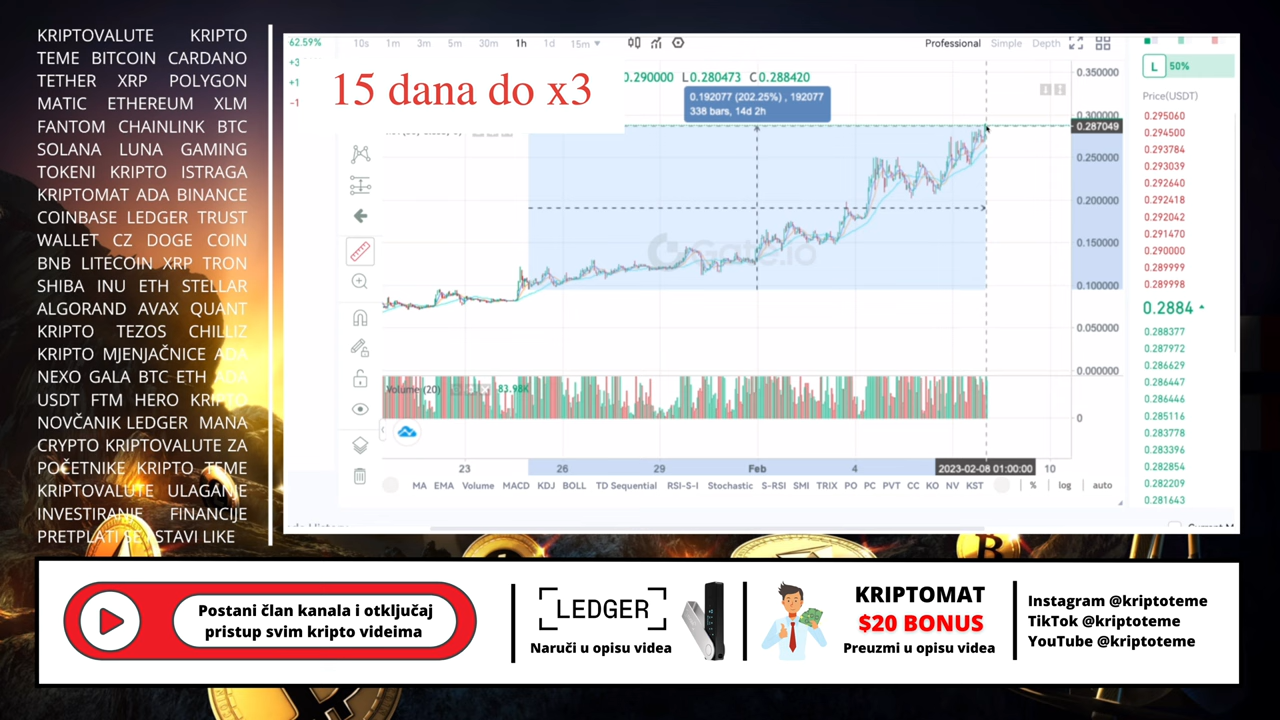 KRIPTOVALUTE KRIPTO
TEME BITCOIN CARDANO
TETHER XRP POLYGON
MATIC ETHEREUM XLM
FANTOM CHAINLINK BTC
SOLANA LUNA GAMING
TOKENI KRIPTO ISTRAGA
KRIPTOMAT ADA BINANCE
COINBASE LEDGER TRUST
WALLET CZ DOGE COIN
BNB LITECOIN XRP TRON
SHIBA INU ETH STELLAR
ALGORAND AVAX QUANT
KRIPTO TEZOS CHILLIZ
KRIPTO MJENJAČNICE ADA
NEXO GALA BTC ETH ADA
USDT FTM HERO KRIPTO
NOVČANIK LEDGER MANA
CRYPTO KRIPTOVALUTE ZA
POČETNIKE KRIPTO TEME
KRIPTOVALUTE ULAGANJE
INVESTIRANJE FINANCIJE
PRETPLATI SE STAVI LIKE
62.59%
10s 1m 3m 5m 30m 1h 1d 15m
Professional Simple Depth
+3
+1
-1
15 dana do x3
0.290000 L0.280473 C0.288420
0.192077 (202.25%) , 192077
338 bars, 14d 2h
0.350000
0.300000
0.287049
0.250000
0.200000
0.150000
0.100000
0.050000
0.000000
0
Gate.io
Volume (20) 83.98K
23 26 29 Feb 4 2023-02-08 01:00:00 10
MA EMA Volume MACD KDJ BOLL TD Sequential RSI-S-I Stochastic S-RSI SMI TRIX PO PC PVT CC KO NV KST % log auto
L 50%
Price(USDT)
0.295060
0.294500
0.293784
0.293039
0.292640
0.292418
0.292042
0.291470
0.290000
0.289999
0.289998
0.2884
0.288377
0.287972
0.286629
0.286447
0.286446
0.285116
0.283778
0.283396
0.282854
0.282209
0.281643
Postani član kanala i otključaj
pristup svim kripto videima
LEDGER
Naruči u opisu videa
KRIPTOMAT
$20 BONUS
Preuzmi u opisu videa
Instagram @kriptoteme
TikTok @kriptoteme
YouTube @kriptoteme